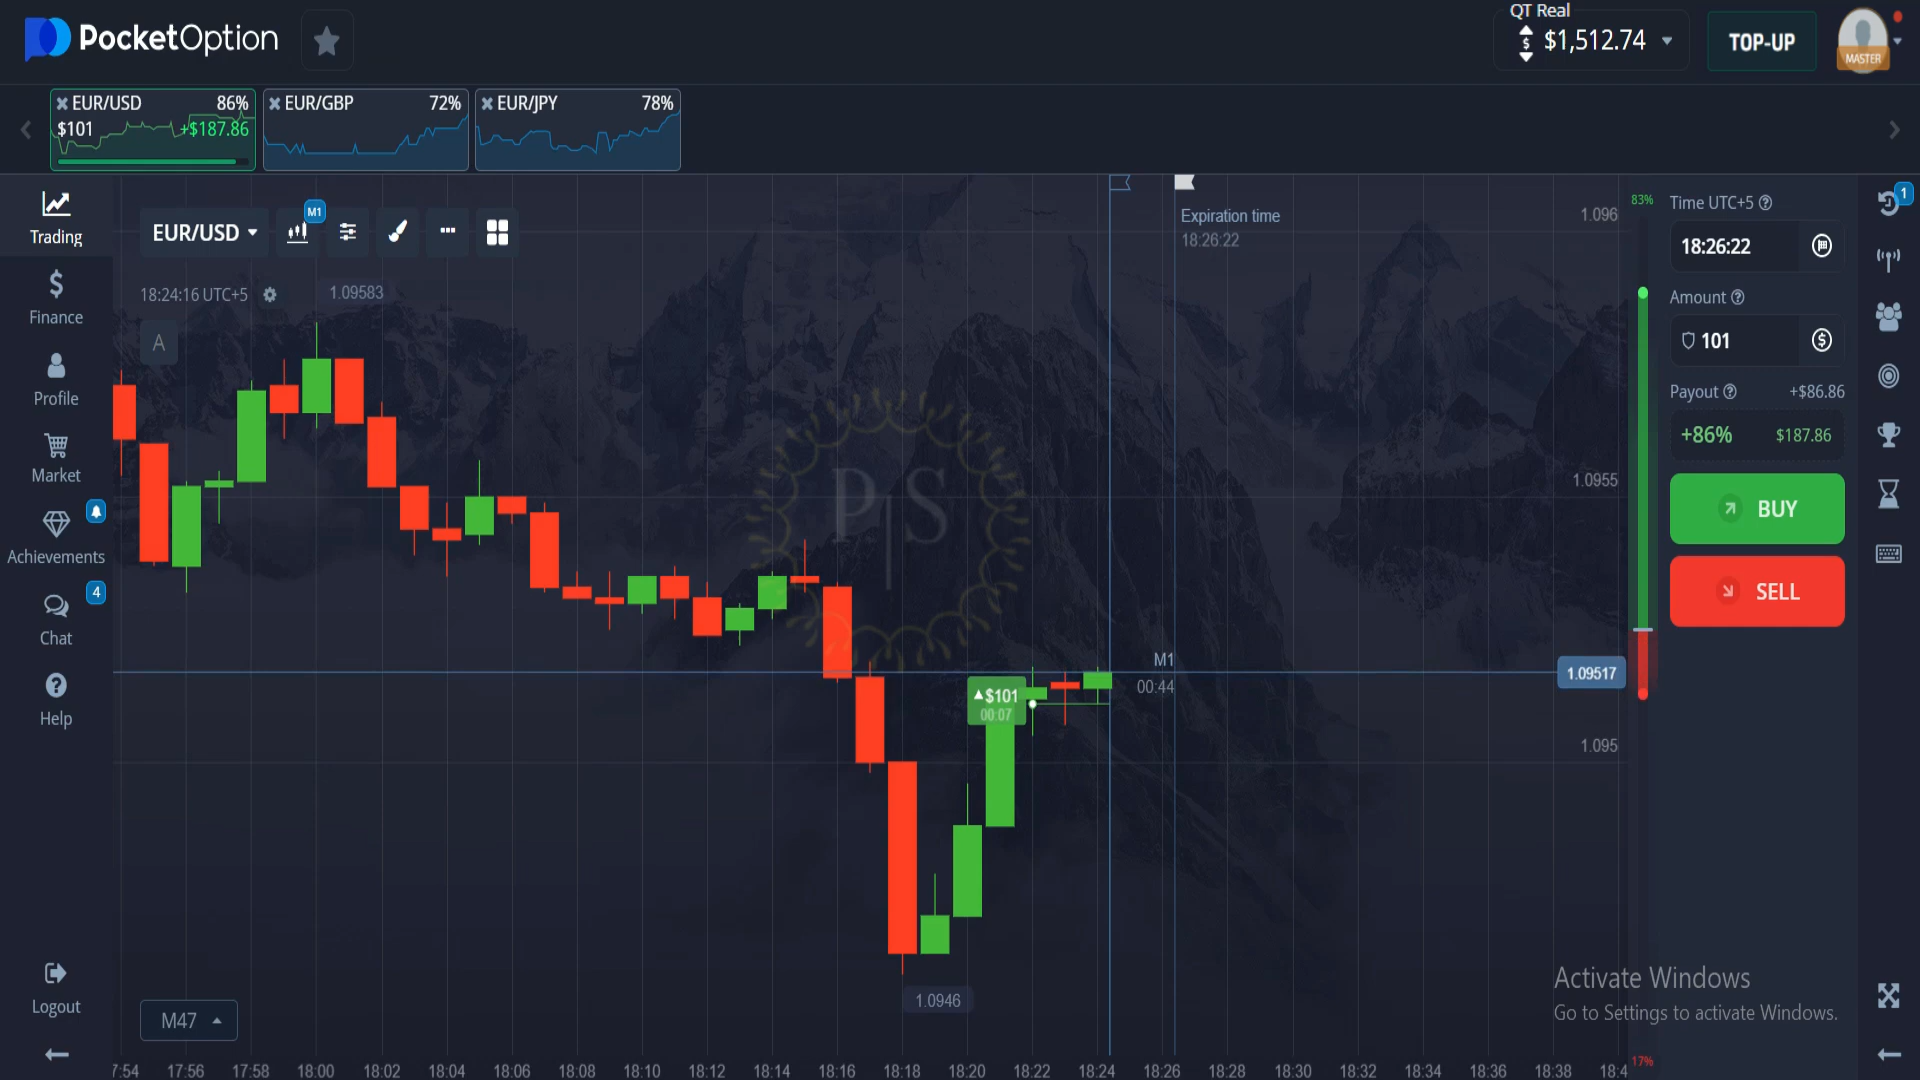 PocketOption
QT Real
$1,512.74
TOP-UP
MASTER
EUR/USD 86%
$101 +$187.86
EUR/GBP 72%
EUR/JPY 78%
Trading
Finance
Profile
Market
Achievements
4
Chat
Help
Logout
EUR/USD
M1
18:24:16 UTC+5
1.09583
A
Expiration time
18:26:22
1.096
1.0955
1.09517
1.095
83%
17%
P S
M1
00:44
$101
00:07
1.0946
M47
7:54 17:56 17:58 18:00 18:02 18:04 18:06 18:08 18:10 18:12 18:14 18:16 18:18 18:20 18:22 18:24 18:26 18:28 18:30 18:32 18:34 18:36 18:38 18:4
Time UTC+5
18:26:22
Amount
101
Payout +$86.86
+86% $187.86
BUY
SELL
1
Activate Windows
Go to Settings to activate Windows.